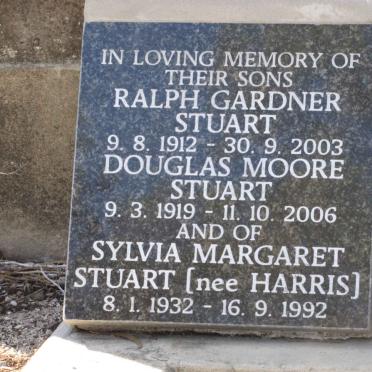 IN LOVING MEMORY OF
THEIR SONS
RALPH GARDNER
STUART
9. 8. 1912 - 30. 9. 2003
DOUGLAS MOORE
STUART
9. 3. 1919 - 11. 10. 2006
AND OF
SYLVIA MARGARET
STUART [nee HARRIS]
8. 1. 1932 - 16. 9. 1992